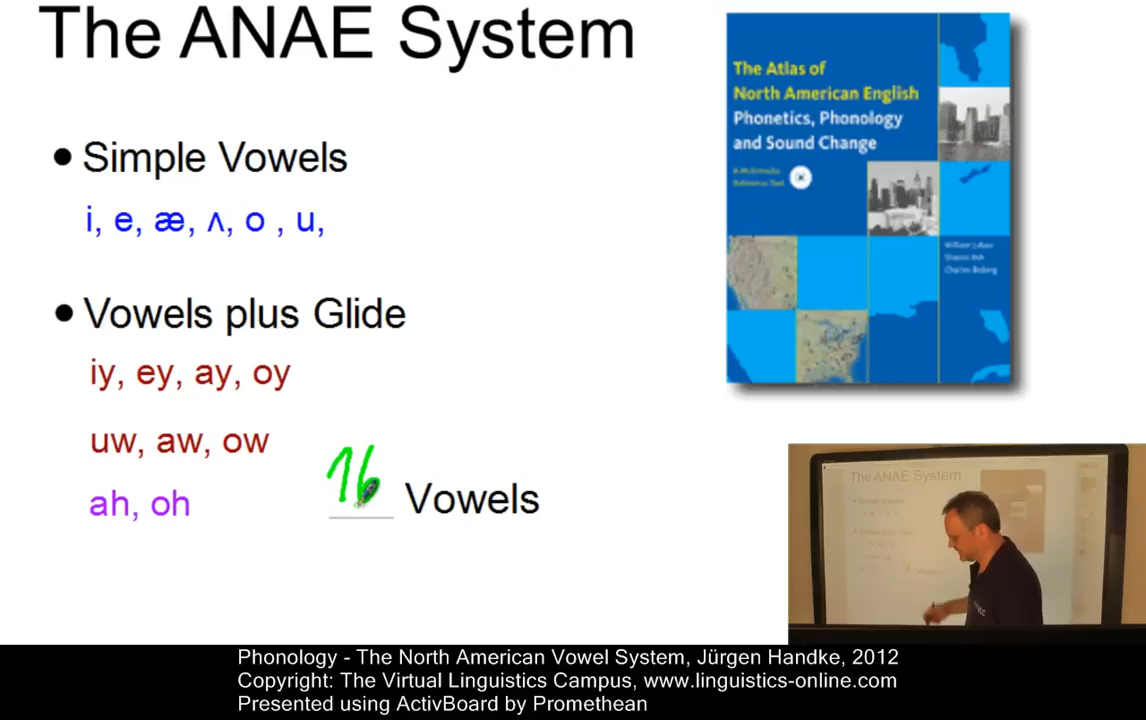 The ANAE System
• Simple Vowels
i, e, æ, ʌ, o , u,
• Vowels plus Glide
iy, ey, ay, oy
uw, aw, ow
ah, oh
16 Vowels
The Atlas of
North American English
Phonetics, Phonology
and Sound Change
A Multimedia
Reference Tool
William Labov
Sharon Ash
Charles Boberg
The ANAE System
Phonology - The North American Vowel System, Jürgen Handke, 2012
Copyright: The Virtual Linguistics Campus, www.linguistics-online.com
Presented using ActivBoard by Promethean